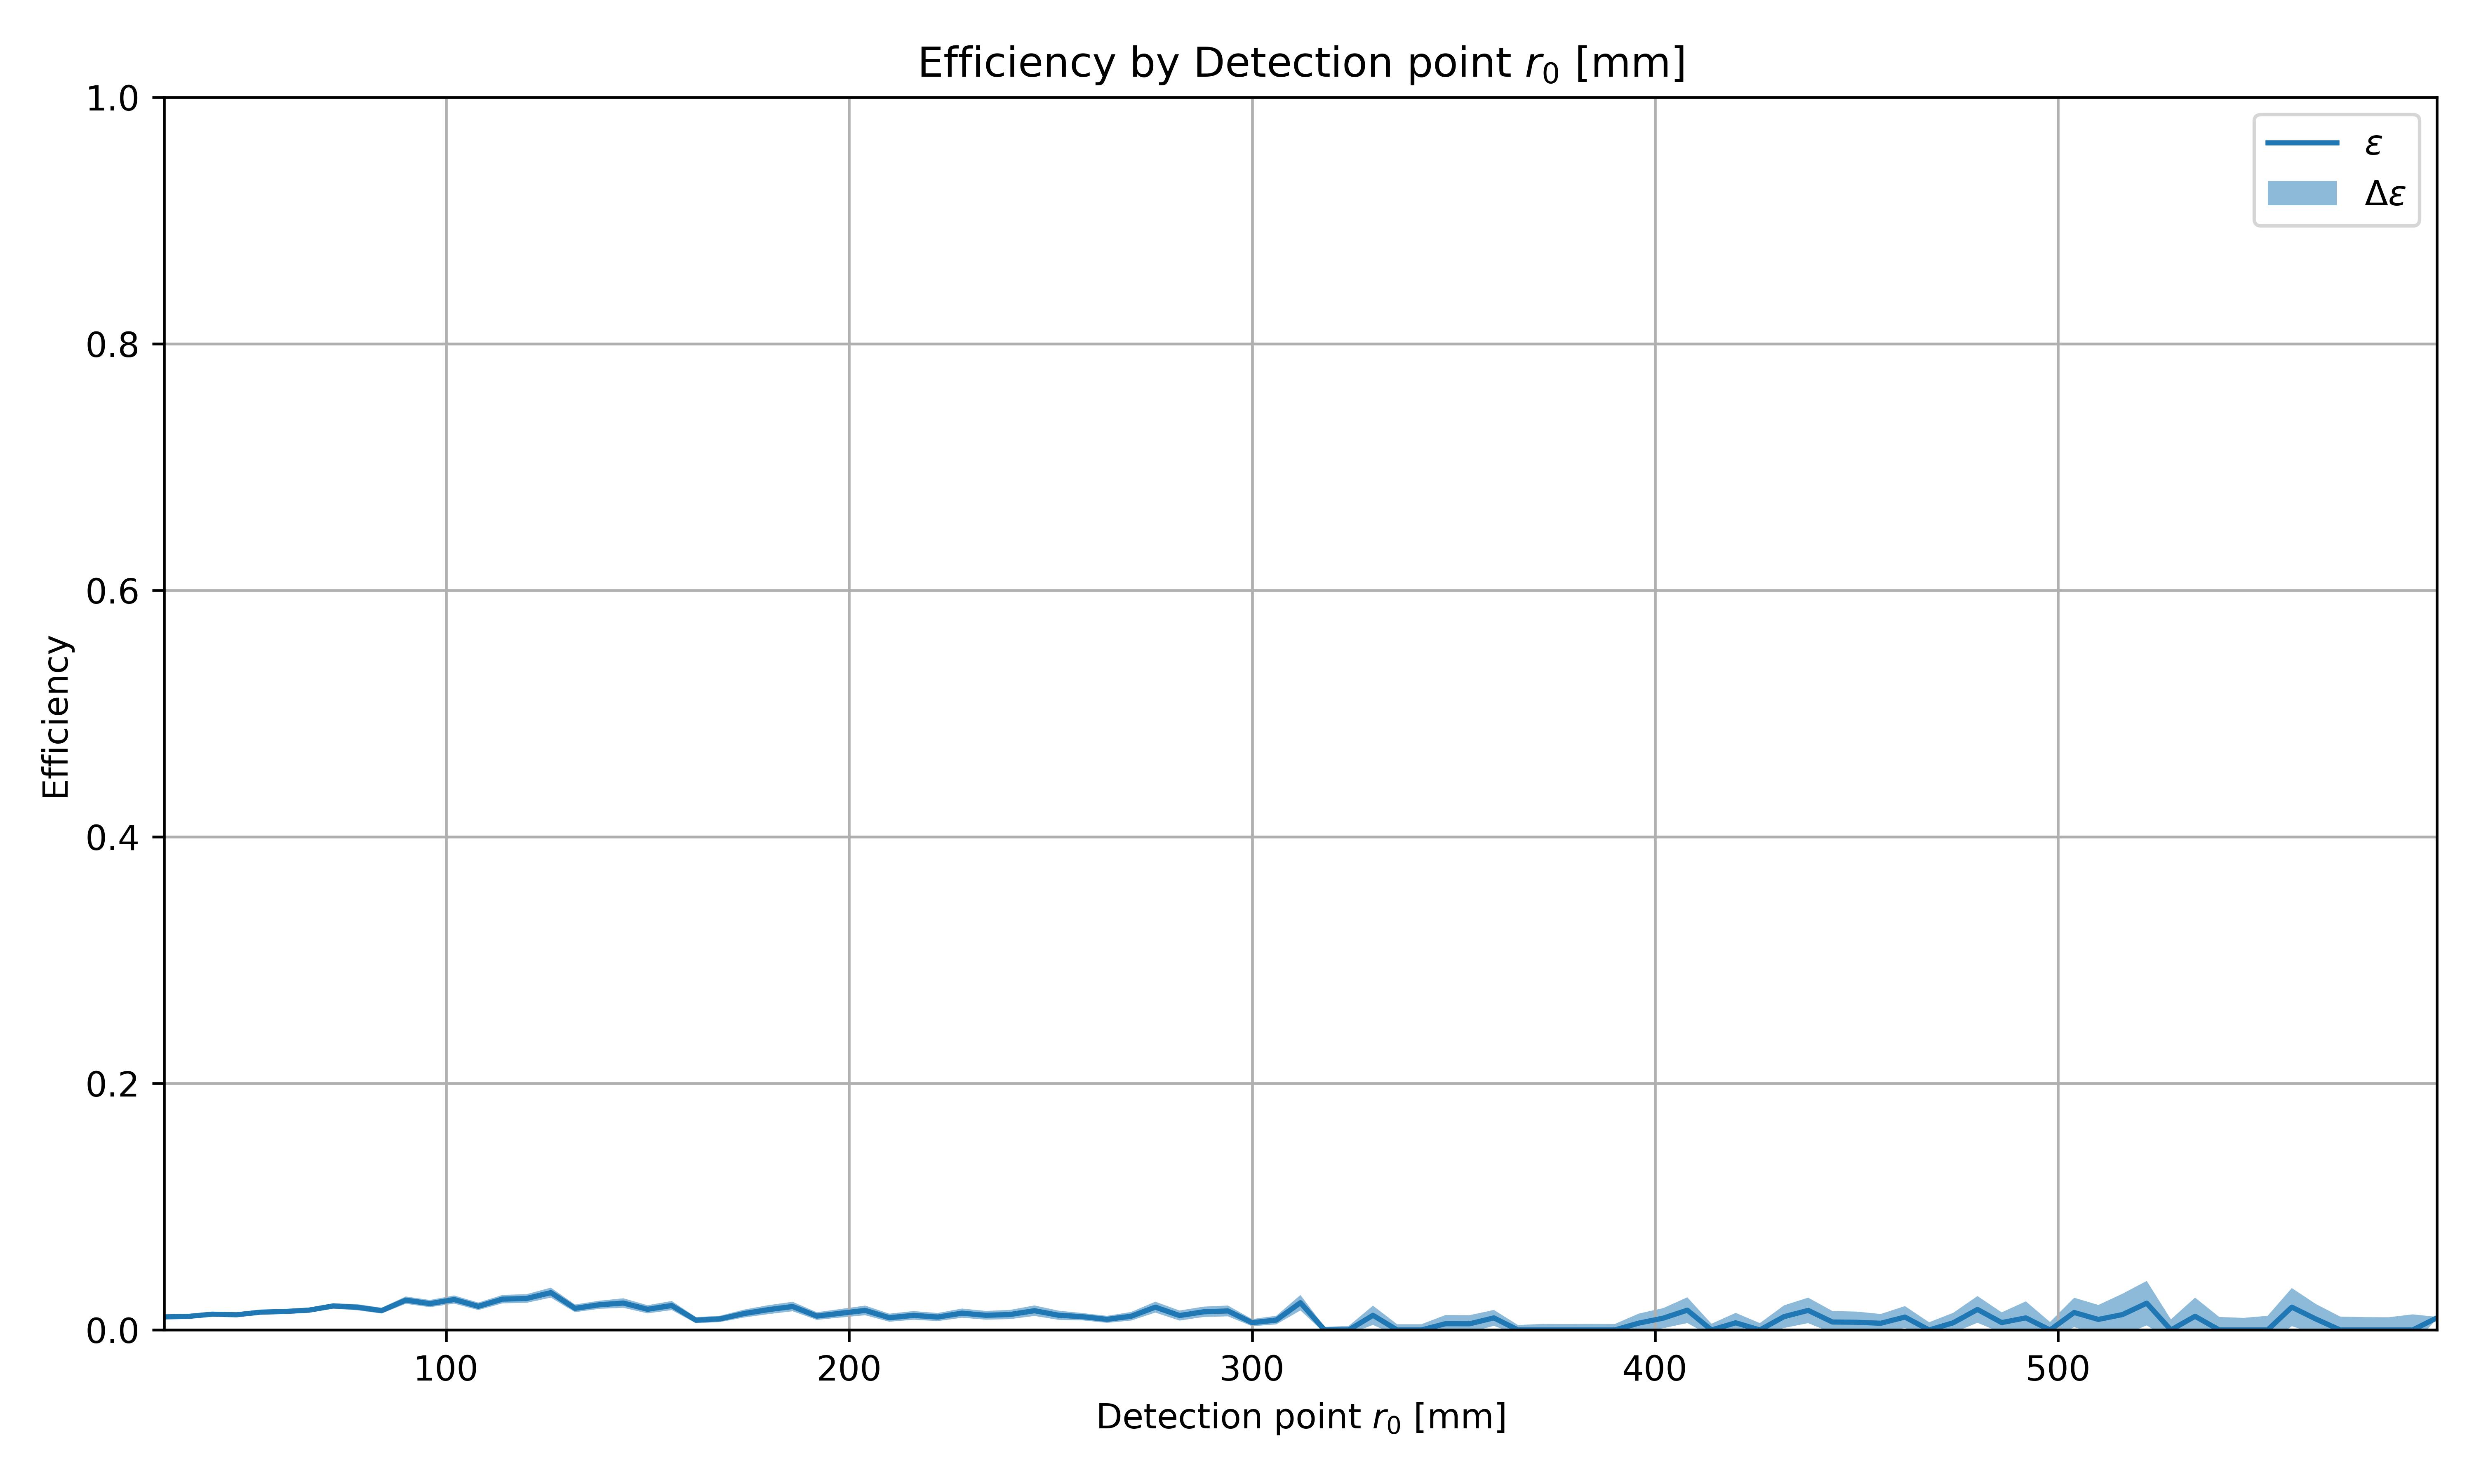 Efficiency by Detection point r₀ [mm]
1.0
0.8
0.6
0.4
0.2
0.0
Efficiency
ε
Δε
100 200 300 400 500
Detection point r₀ [mm]